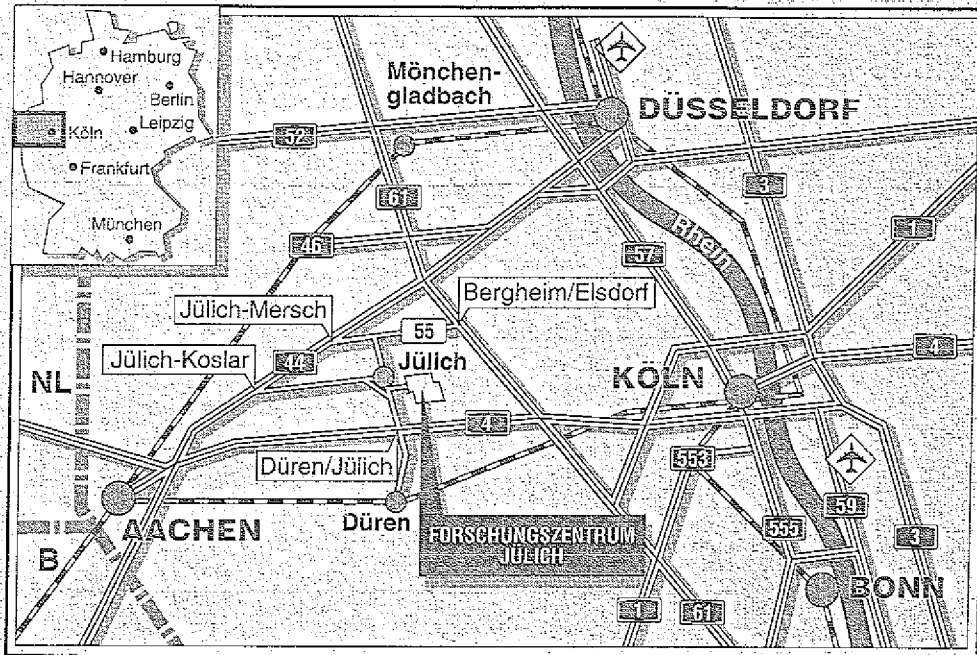 Hamburg
Hannover
Berlin
Leipzig
Köln
Frankfurt
München
Mönchen-
gladbach
DÜSSELDORF
52
61
3
46
57
Rhein
1
Bergheim/Elsdorf
Jülich-Mersch
55
Jülich-Koslar
44
Jülich
4
NL
KÖLN
4
553
Düren/Jülich
Düren
AACHEN
B
FORSCHUNGSZENTRUM
JÜLICH
555
59
3
BONN
1
61